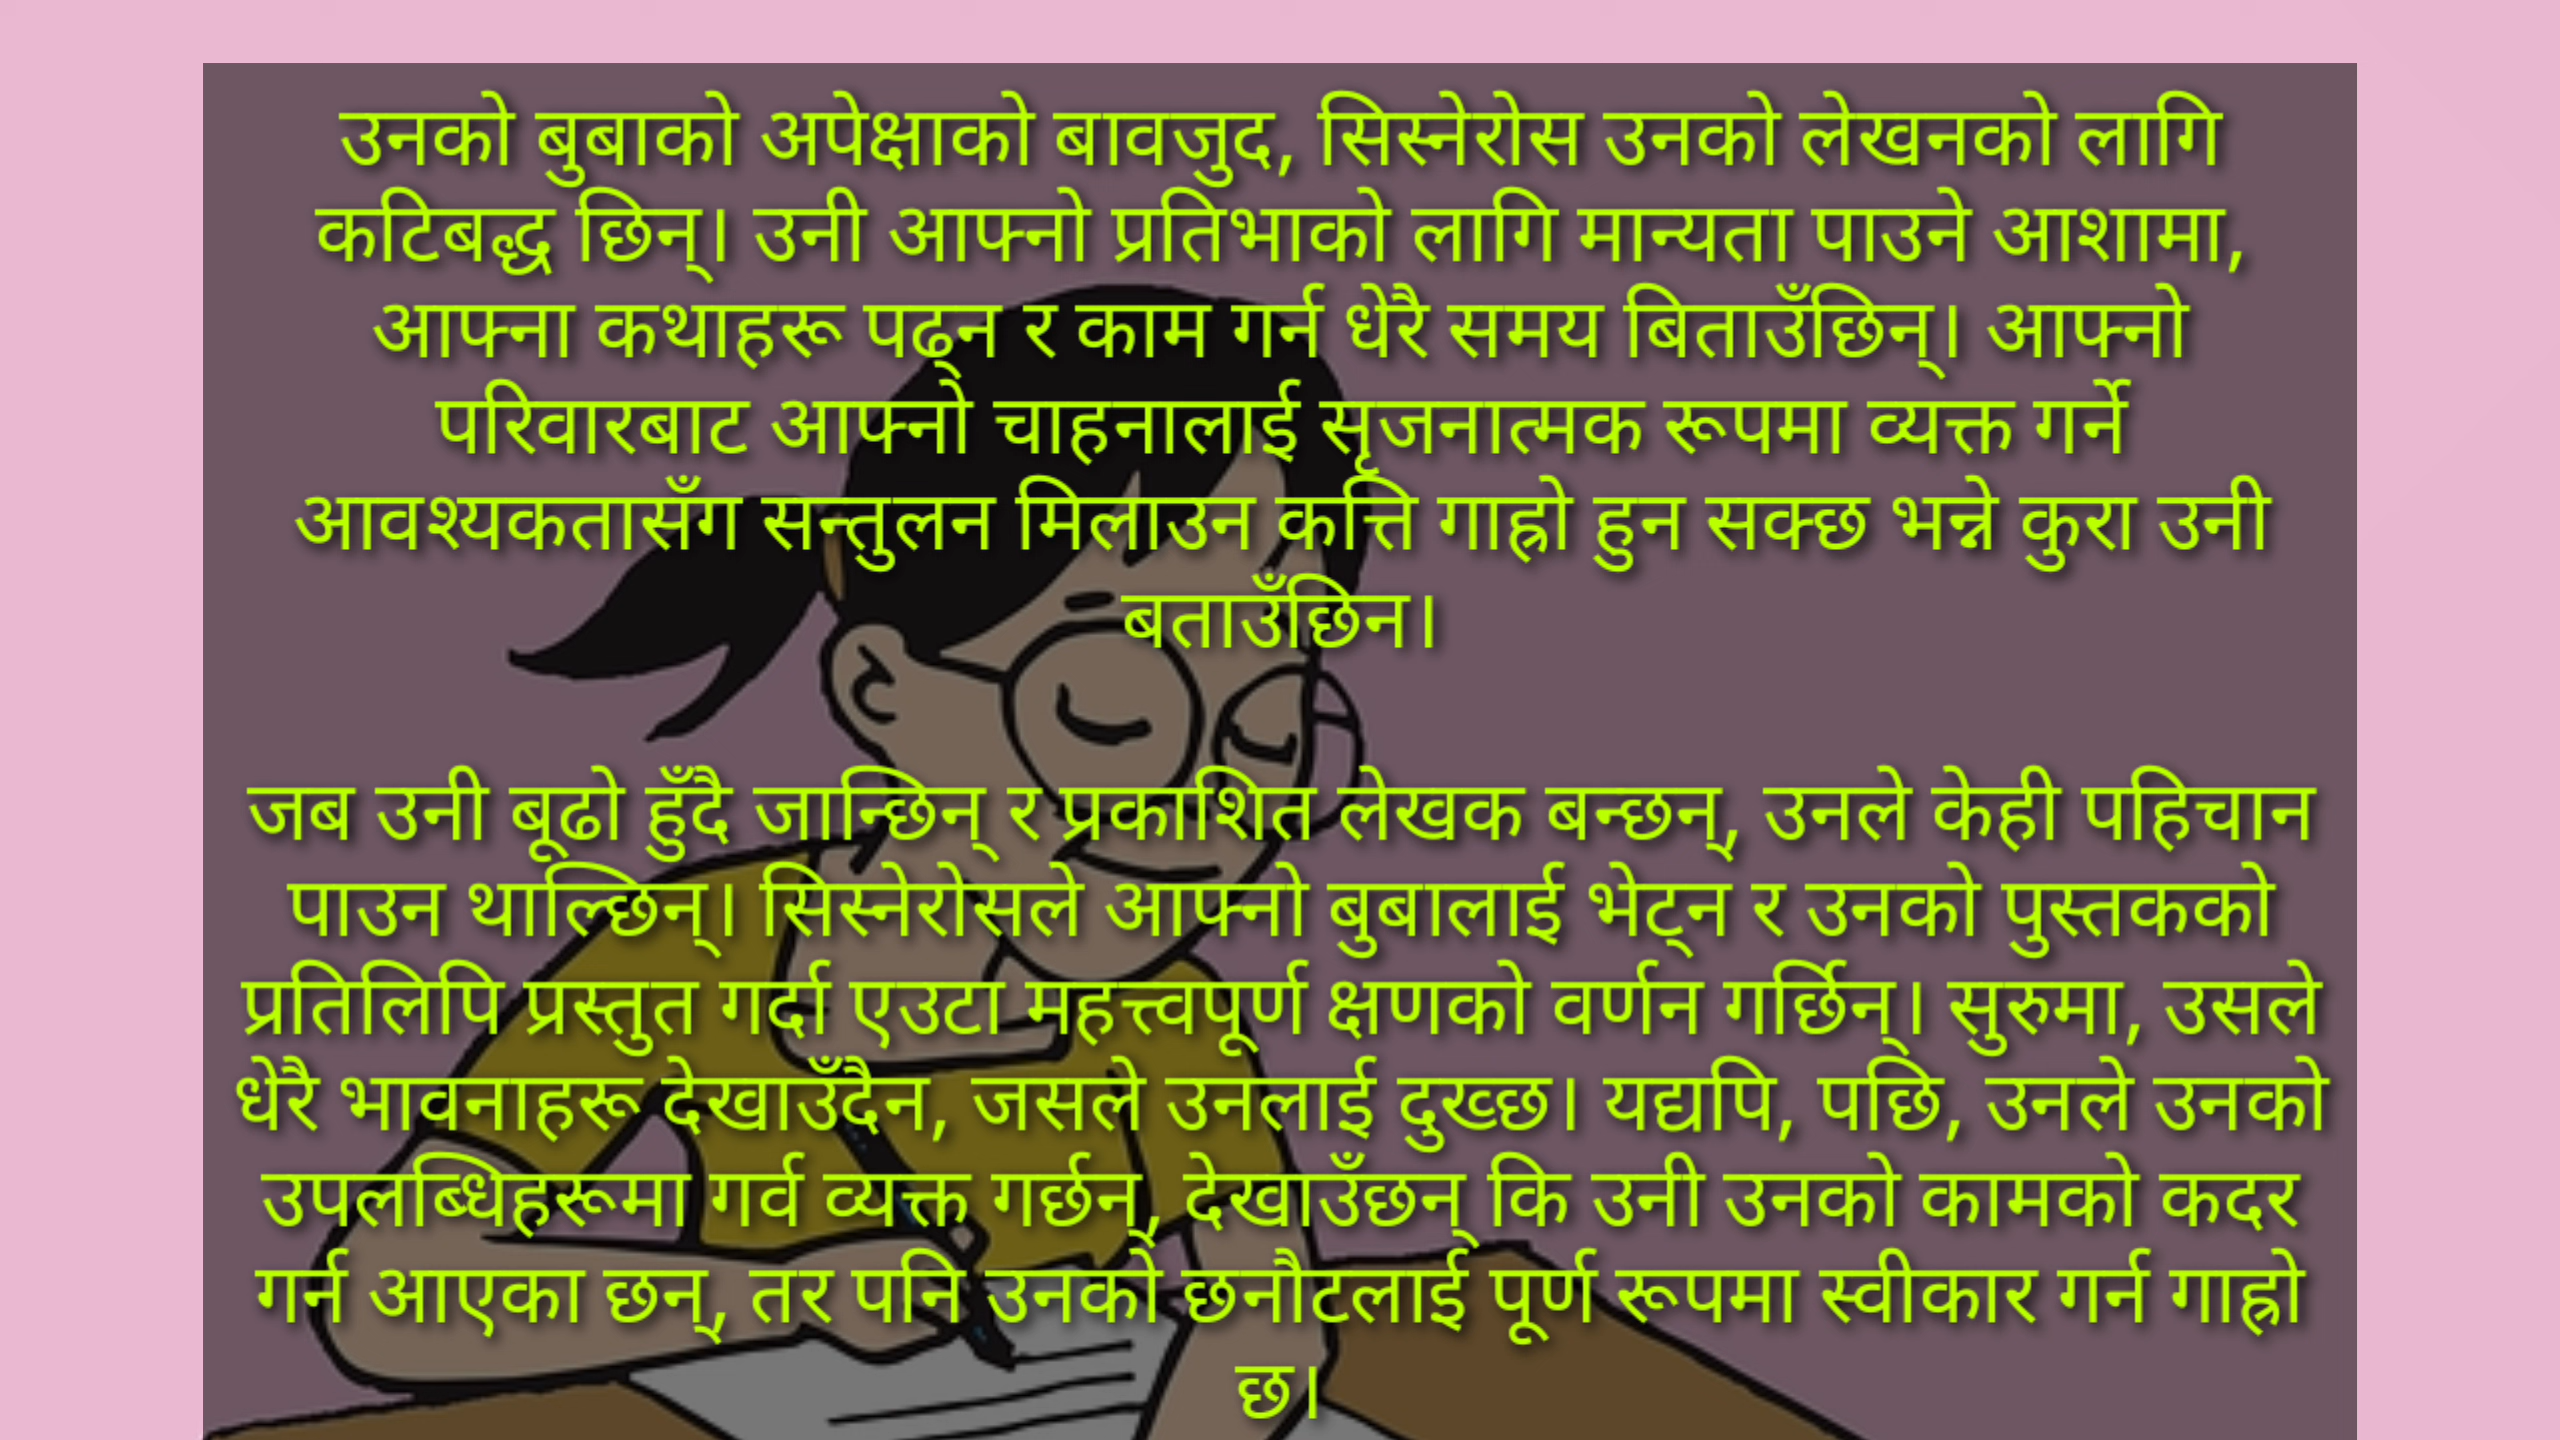 उनको बुबाको अपेक्षाको बावजुद, सिस्नेरोस उनको लेखनको लागि
कटिबद्ध छिन्। उनी आफ्नो प्रतिभाको लागि मान्यता पाउने आशामा,
आफ्ना कथाहरू पढ्न र काम गर्न धेरै समय बिताउँछिन्। आफ्नो
परिवारबाट आफ्नो चाहनालाई सृजनात्मक रूपमा व्यक्त गर्ने
आवश्यकतासँग सन्तुलन मिलाउन कत्ति गाह्रो हुन सक्छ भन्ने कुरा उनी
बताउँछिन।
जब उनी बूढो हुँदै जान्छिन् र प्रकाशित लेखक बन्छन्, उनले केही पहिचान
पाउन थाल्छिन्। सिस्नेरोसले आफ्नो बुबालाई भेट्न र उनको पुस्तकको
प्रतिलिपि प्रस्तुत गर्दा एउटा महत्त्वपूर्ण क्षणको वर्णन गर्छिन्। सुरुमा, उसले
धेरै भावनाहरू देखाउँदैन, जसले उनलाई दुख्छ। यद्यपि, पछि, उनले उनको
उपलब्धिहरूमा गर्व व्यक्त गर्छन्, देखाउँछन् कि उनी उनको कामको कदर
गर्न आएका छन्, तर पनि उनको छनौटलाई पूर्ण रूपमा स्वीकार गर्न गाह्रो
छ।